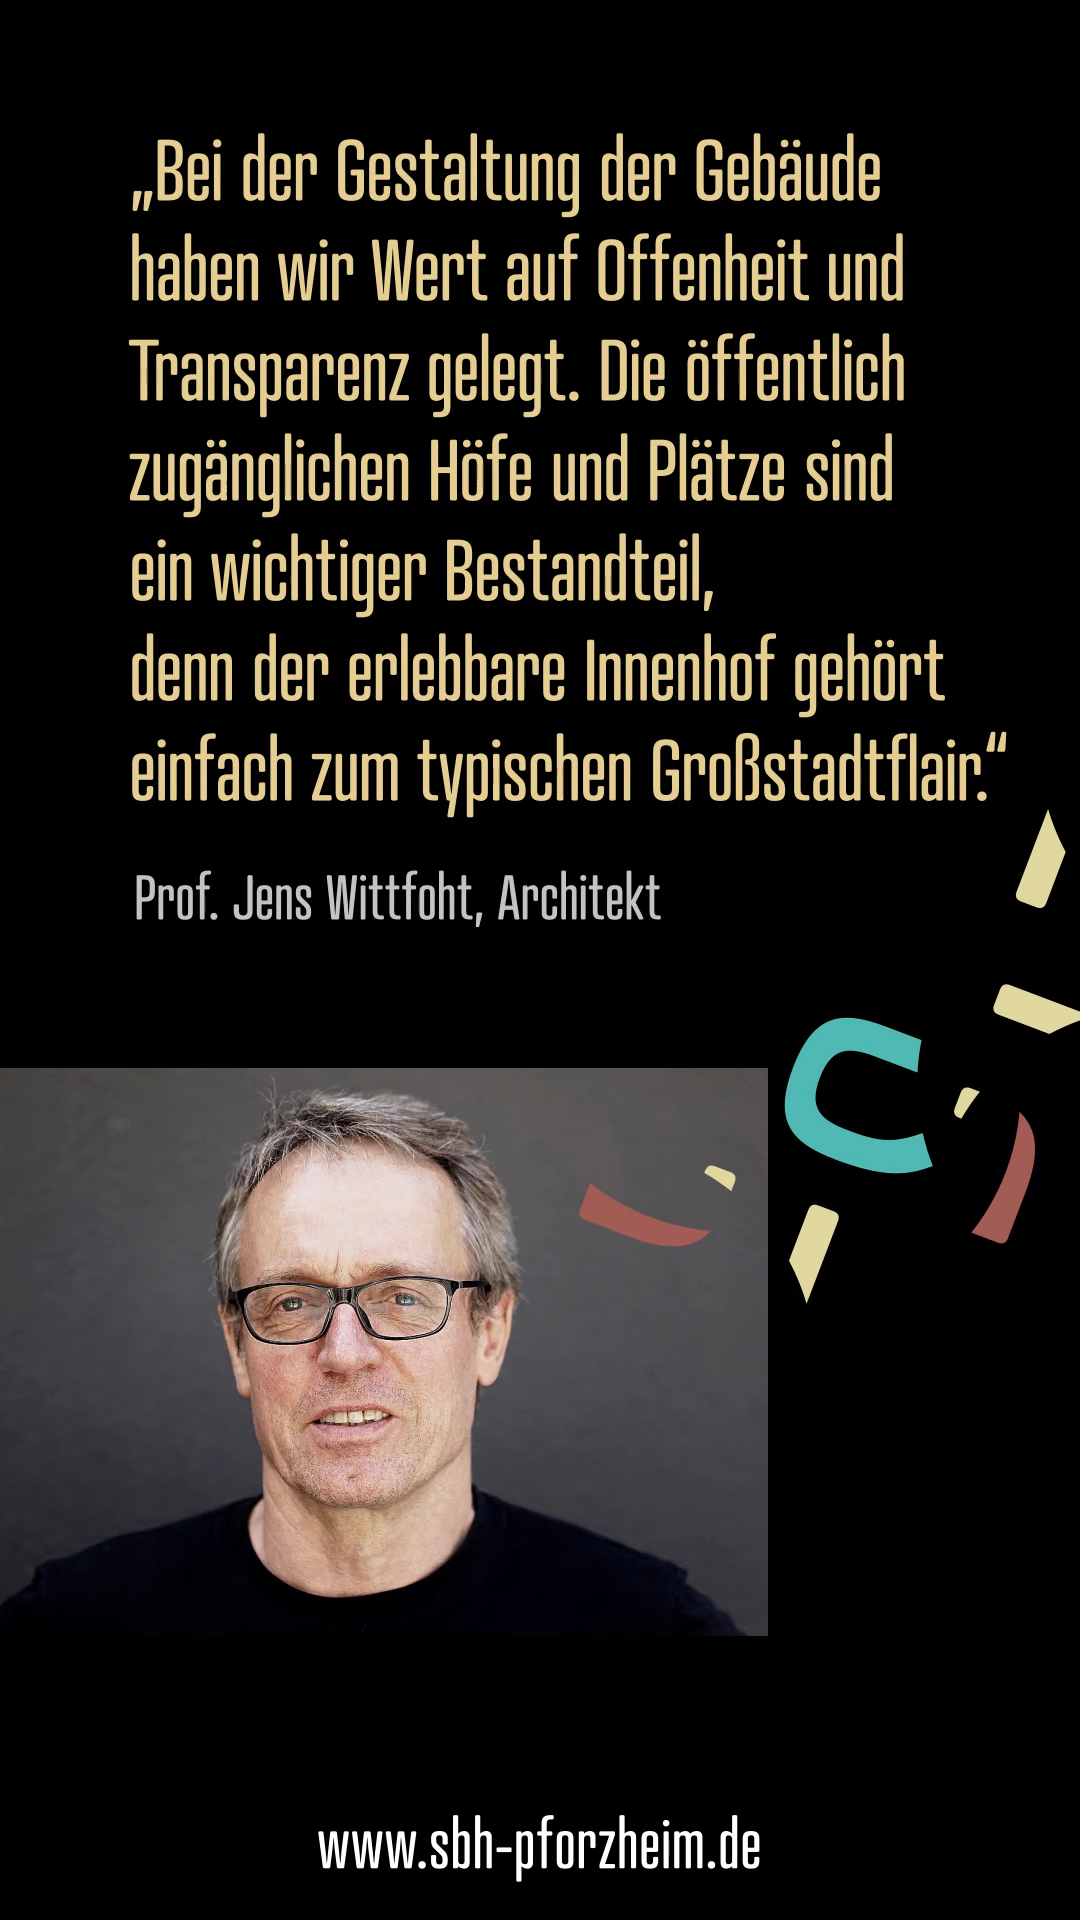 „Bei der Gestaltung der Gebäude
haben wir Wert auf Offenheit und
Transparenz gelegt. Die öffentlich
zugänglichen Höfe und Plätze sind
ein wichtiger Bestandteil,
denn der erlebbare Innenhof gehört
einfach zum typischen Großstadtflair.“
Prof. Jens Wittfoht, Architekt
www.sbh-pforzheim.de